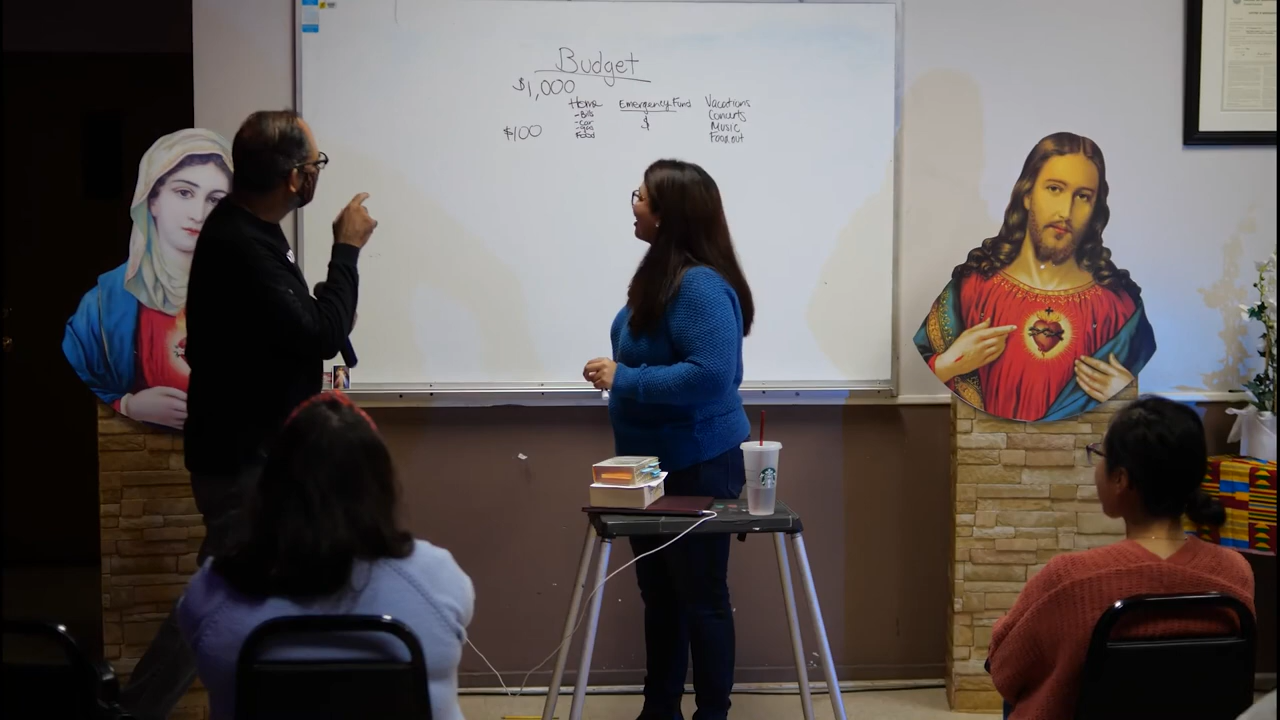 Budget
$1,000
Home Emergency Fund Vacations
-Bills $ Concerts
-Car Music
$100 Food Food out